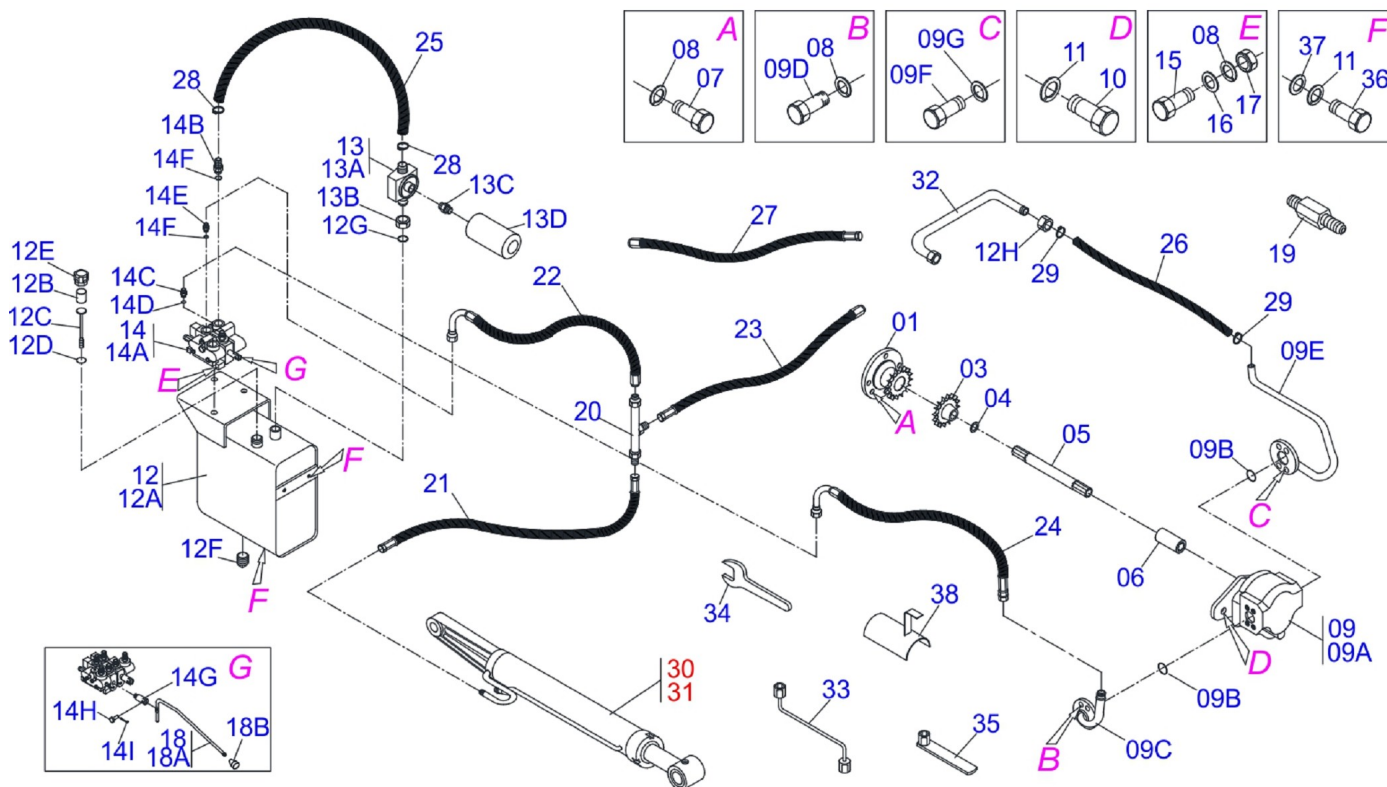 A
08
07
B
08
09D
C
09G
09F
D
11
10
E
08
15
17
16
F
37
11
36
25
28
14B
14F
14E
14F
12E
12B
14C
12C
14D
12D
14
14A
E
G
13
13A
28
13C
13B
12G
13D
27
32
12H
29
26
19
29
09E
22
23
01
03
04
A
05
20
09B
C
12
12A
F
21
12F
F
24
06
34
38
09
09A
D
09B
G
14G
14H
14I
18
18A
18B
30
31
33
35
B
09C